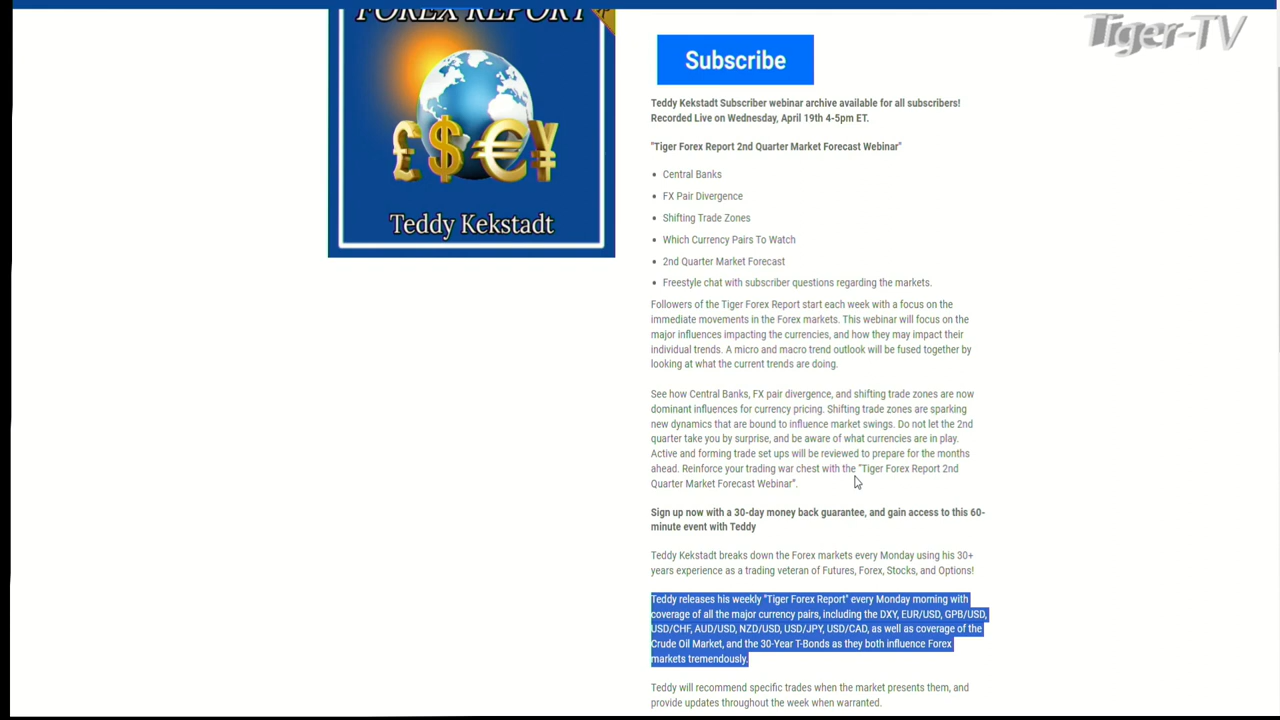 FOREX REPORT
Tiger-TV
Subscribe
£$€¥
Teddy Kekstadt
Teddy Kekstadt Subscriber webinar archive available for all subscribers!
Recorded Live on Wednesday, April 19th 4-5pm ET.
"Tiger Forex Report 2nd Quarter Market Forecast Webinar"
• Central Banks
• FX Pair Divergence
• Shifting Trade Zones
• Which Currency Pairs To Watch
• 2nd Quarter Market Forecast
• Freestyle chat with subscriber questions regarding the markets.
Followers of the Tiger Forex Report start each week with a focus on the
immediate movements in the Forex markets. This webinar will focus on the
major influences impacting the currencies, and how they may impact their
individual trends. A micro and macro trend outlook will be fused together by
looking at what the current trends are doing.
See how Central Banks, FX pair divergence, and shifting trade zones are now
dominant influences for currency pricing. Shifting trade zones are sparking
new dynamics that are bound to influence market swings. Do not let the 2nd
quarter take you by surprise, and be aware of what currencies are in play.
Active and forming trade set ups will be reviewed to prepare for the months
ahead. Reinforce your trading war chest with the "Tiger Forex Report 2nd
Quarter Market Forecast Webinar".
Sign up now with a 30-day money back guarantee, and gain access to this 60-
minute event with Teddy
Teddy Kekstadt breaks down the Forex markets every Monday using his 30+
years experience as a trading veteran of Futures, Forex, Stocks, and Options!
Teddy releases his weekly "Tiger Forex Report" every Monday morning with
coverage of all the major currency pairs, including the DXY, EUR/USD, GPB/USD,
USD/CHF, AUD/USD, NZD/USD, USD/JPY, USD/CAD, as well as coverage of the
Crude Oil Market, and the 30-Year T-Bonds as they both influence Forex
markets tremendously.
Teddy will recommend specific trades when the market presents them, and
provide updates throughout the week when warranted.